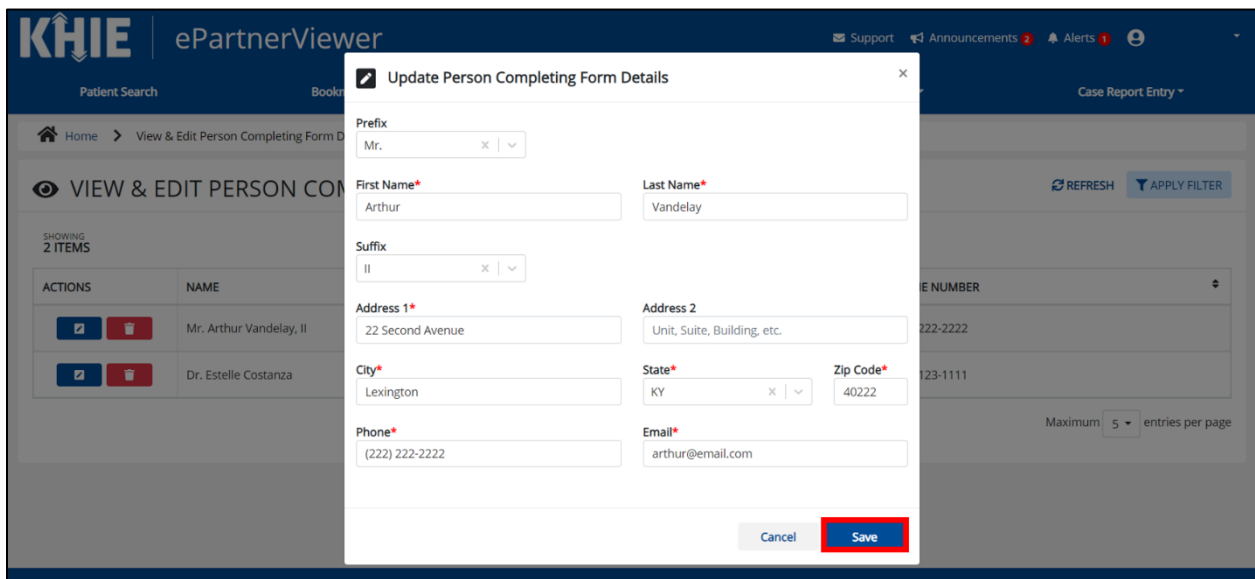 KHIE ePartnerViewer
Support Announcements 2 Alerts 1
Update Person Completing Form Details ×
Patient Search Case Report Entry
Home > View & Edit Person Completing Form
Prefix
Mr.
VIEW & EDIT PERSON
REFRESH APPLY FILTER
First Name* Last Name*
Arthur Vandelay
SHOWING
2 ITEMS
Suffix
II
ACTIONS NAME NUMBER
Address 1* Address 2
Mr. Arthur Vandelay, II 22 Second Avenue Unit, Suite, Building, etc. 222-2222
City* State* Zip Code*
Dr. Estelle Costanza Lexington KY 40222 123-1111
Maximum 5 entries per page
Phone* Email*
(222) 222-2222 arthur@email.com
Cancel Save